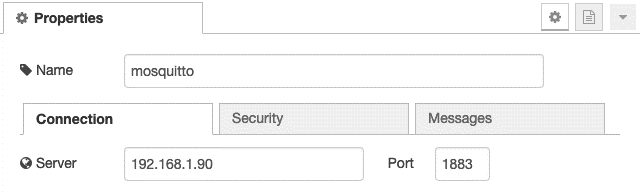 Properties
Name mosquitto
Connection Security Messages
Server 192.168.1.90 Port 1883